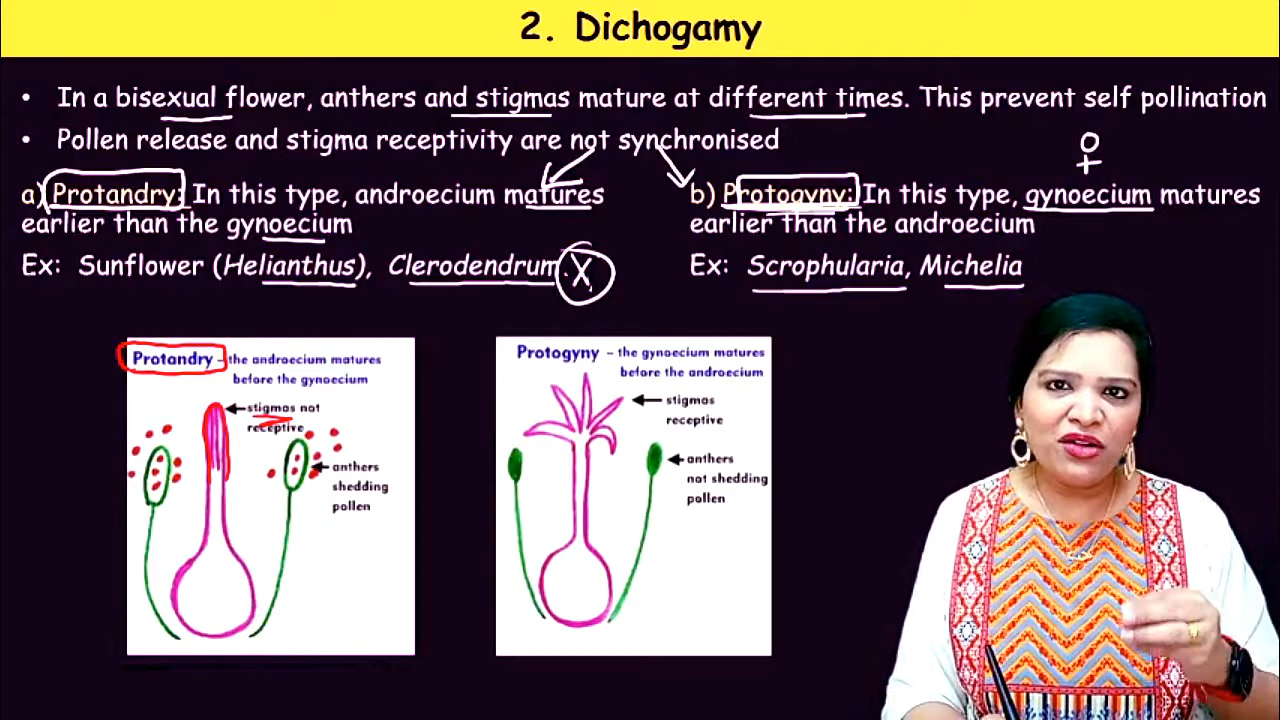 2. Dichogamy
• In a bisexual flower, anthers and stigmas mature at different times. This prevent self pollination
• Pollen release and stigma receptivity are not synchronised
a) Protandry: In this type, androecium matures
earlier than the gynoecium
Ex: Sunflower (Helianthus), Clerodendrum.
X
b) Protogyny: In this type, gynoecium matures
earlier than the androecium
Ex: Scrophularia, Michelia
Protandry – the androecium matures
before the gynoecium
stigmas not
receptive
anthers
shedding
pollen
Protogyny – the gynoecium matures
before the androecium
stigmas
receptive
anthers
not shedding
pollen